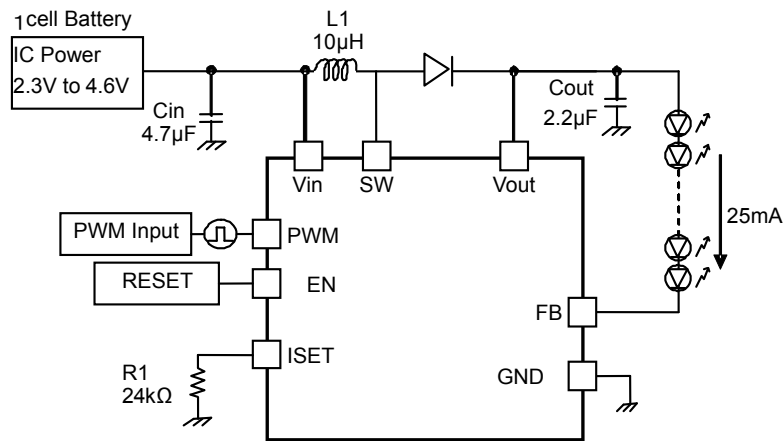 1cell Battery
IC Power
2.3V to 4.6V
L1
10µH
Cin
4.7µF
Cout
2.2µF
Vin
SW
Vout
25mA
PWM Input
PWM
RESET
EN
FB
ISET
R1
24kΩ
GND